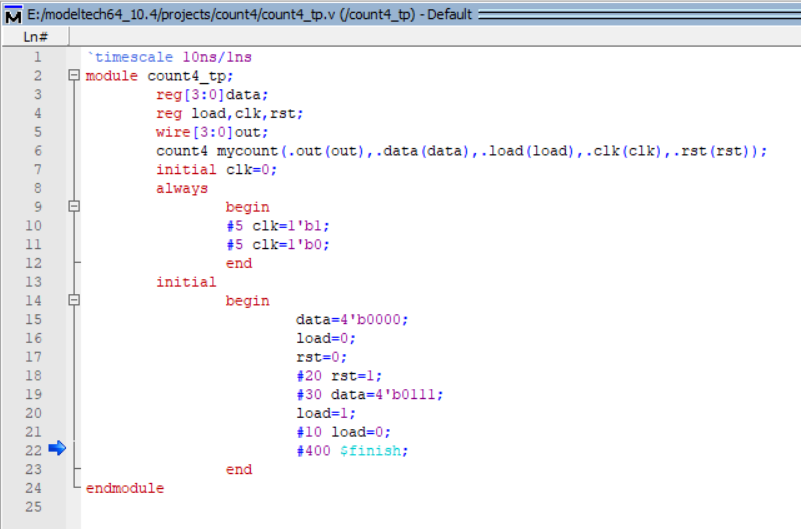 E:/modeltech64_10.4/projects/count4/count4_tp.v (/count4_tp) - Default
Ln#
1 `timescale 10ns/1ns
2 module count4_tp;
3 reg[3:0]data;
4 reg load,clk,rst;
5 wire[3:0]out;
6 count4 mycount(.out(out),.data(data),.load(load),.clk(clk),.rst(rst));
7 initial clk=0;
8 always
9 begin
10 #5 clk=1'b1;
11 #5 clk=1'b0;
12 end
13 initial
14 begin
15 data=4'b0000;
16 load=0;
17 rst=0;
18 #20 rst=1;
19 #30 data=4'b0111;
20 load=1;
21 #10 load=0;
22 #400 $finish;
23 end
24 endmodule
25